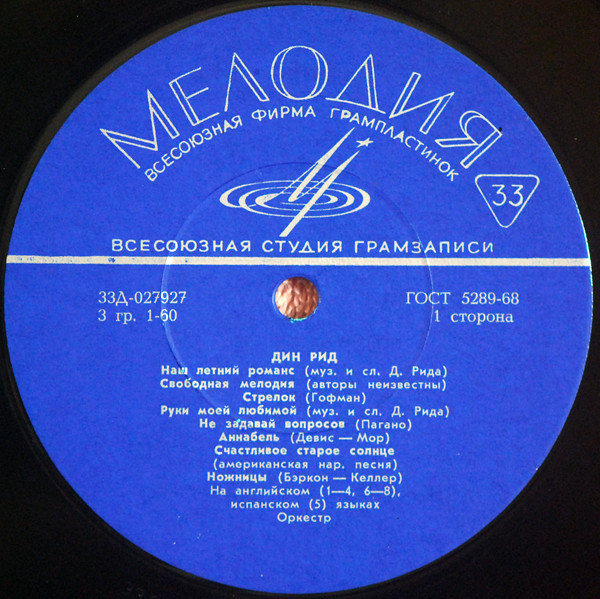 МЕЛОДИЯ
ВСЕСОЮЗНАЯ ФИРМА ГРАМПЛАСТИНОК
33
ВСЕСОЮЗНАЯ СТУДИЯ ГРАМЗАПИСИ
33Д-027927
ГОСТ 5289-68
3 гр. 1-60
1 сторона
ДИН РИД
Наш летний романс (муз. и сл. Д. Рида)
Свободная мелодия (авторы неизвестны)
Стрелок (Гофман)
Руки моей любимой (муз. и сл. Д. Рида)
Не задавай вопросов (Пагано)
Аннабель (Девис — Мор)
Счастливое старое солнце
(американская нар. песня)
Ножницы (Бэркон — Келлер)
На английском (1—4, 6—8),
испанском (5) языках
Оркестр